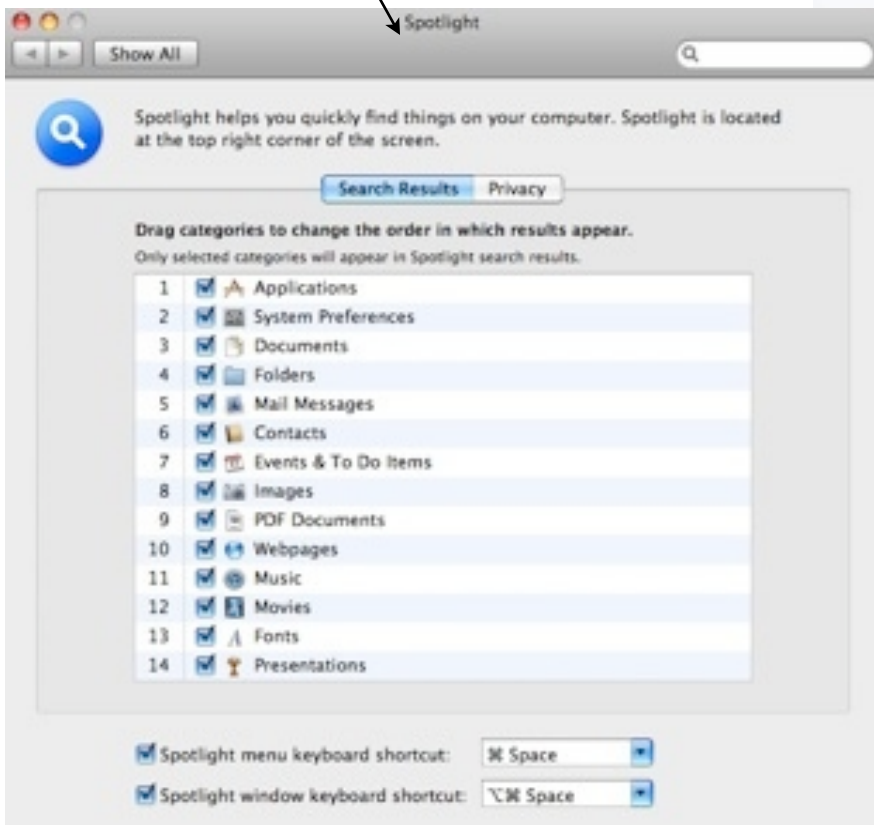 Spotlight
Show All
Spotlight helps you quickly find things on your computer. Spotlight is located
at the top right corner of the screen.
Search Results Privacy
Drag categories to change the order in which results appear.
Only selected categories will appear in Spotlight search results.
1 Applications
2 System Preferences
3 Documents
4 Folders
5 Mail Messages
6 Contacts
7 Events & To Do Items
8 Images
9 PDF Documents
10 Webpages
11 Music
12 Movies
13 Fonts
14 Presentations
Spotlight menu keyboard shortcut: ⌘ Space
Spotlight window keyboard shortcut: ⌥⌘ Space